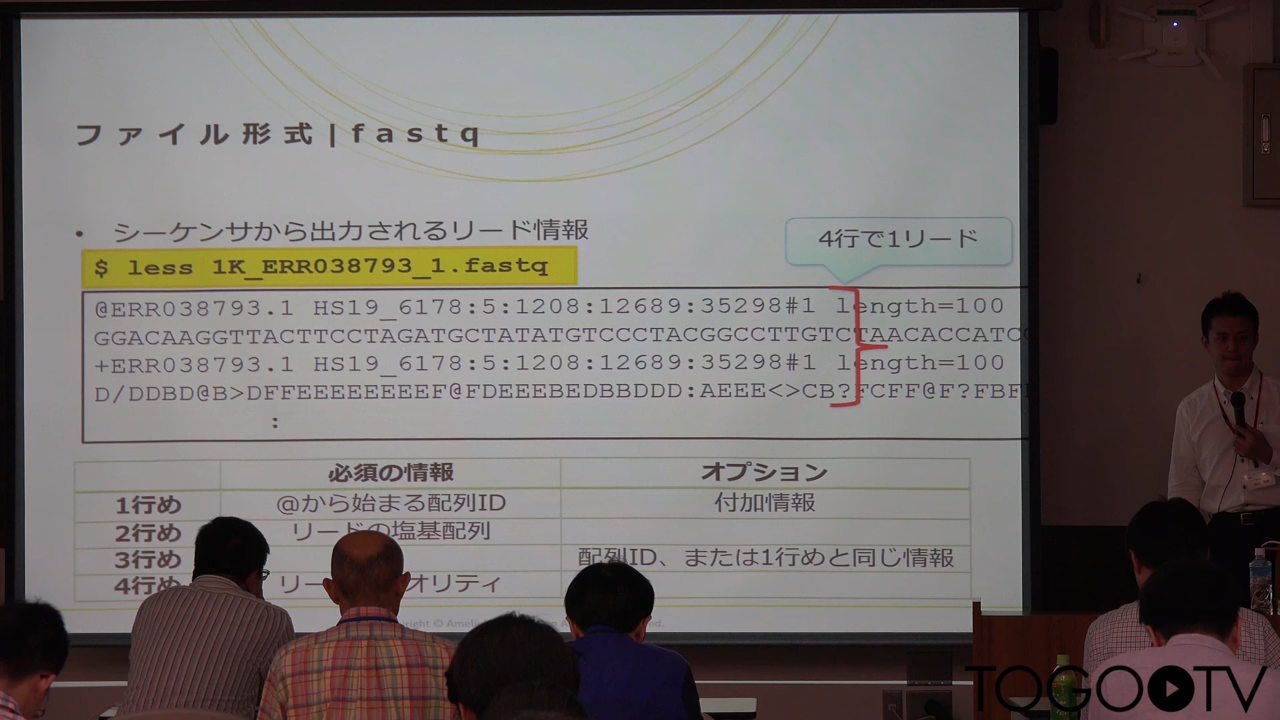 ファイル形式|fastq
• シーケンサから出力されるリード情報
4行で1リード
$ less 1K_ERR038793_1.fastq
@ERR038793.1 HS19_6178:5:1208:12689:35298#1 length=100
GGACAAGGTTACTTCCTAGATGCTATATGTCCCTACGGCCTTGTCTAACACCATC
+ERR038793.1 HS19_6178:5:1208:12689:35298#1 length=100
D/DDBD@B>DFFEEEEEEEEEF@FDEEEBEDBBDDD:AEEE<>CB?FCFF@F?FBF
:
必須の情報 オプション
1行め @から始まる配列ID 付加情報
2行め リードの塩基配列
3行め 配列ID、または1行めと同じ情報
4行め リー オリティ
TOGOTV